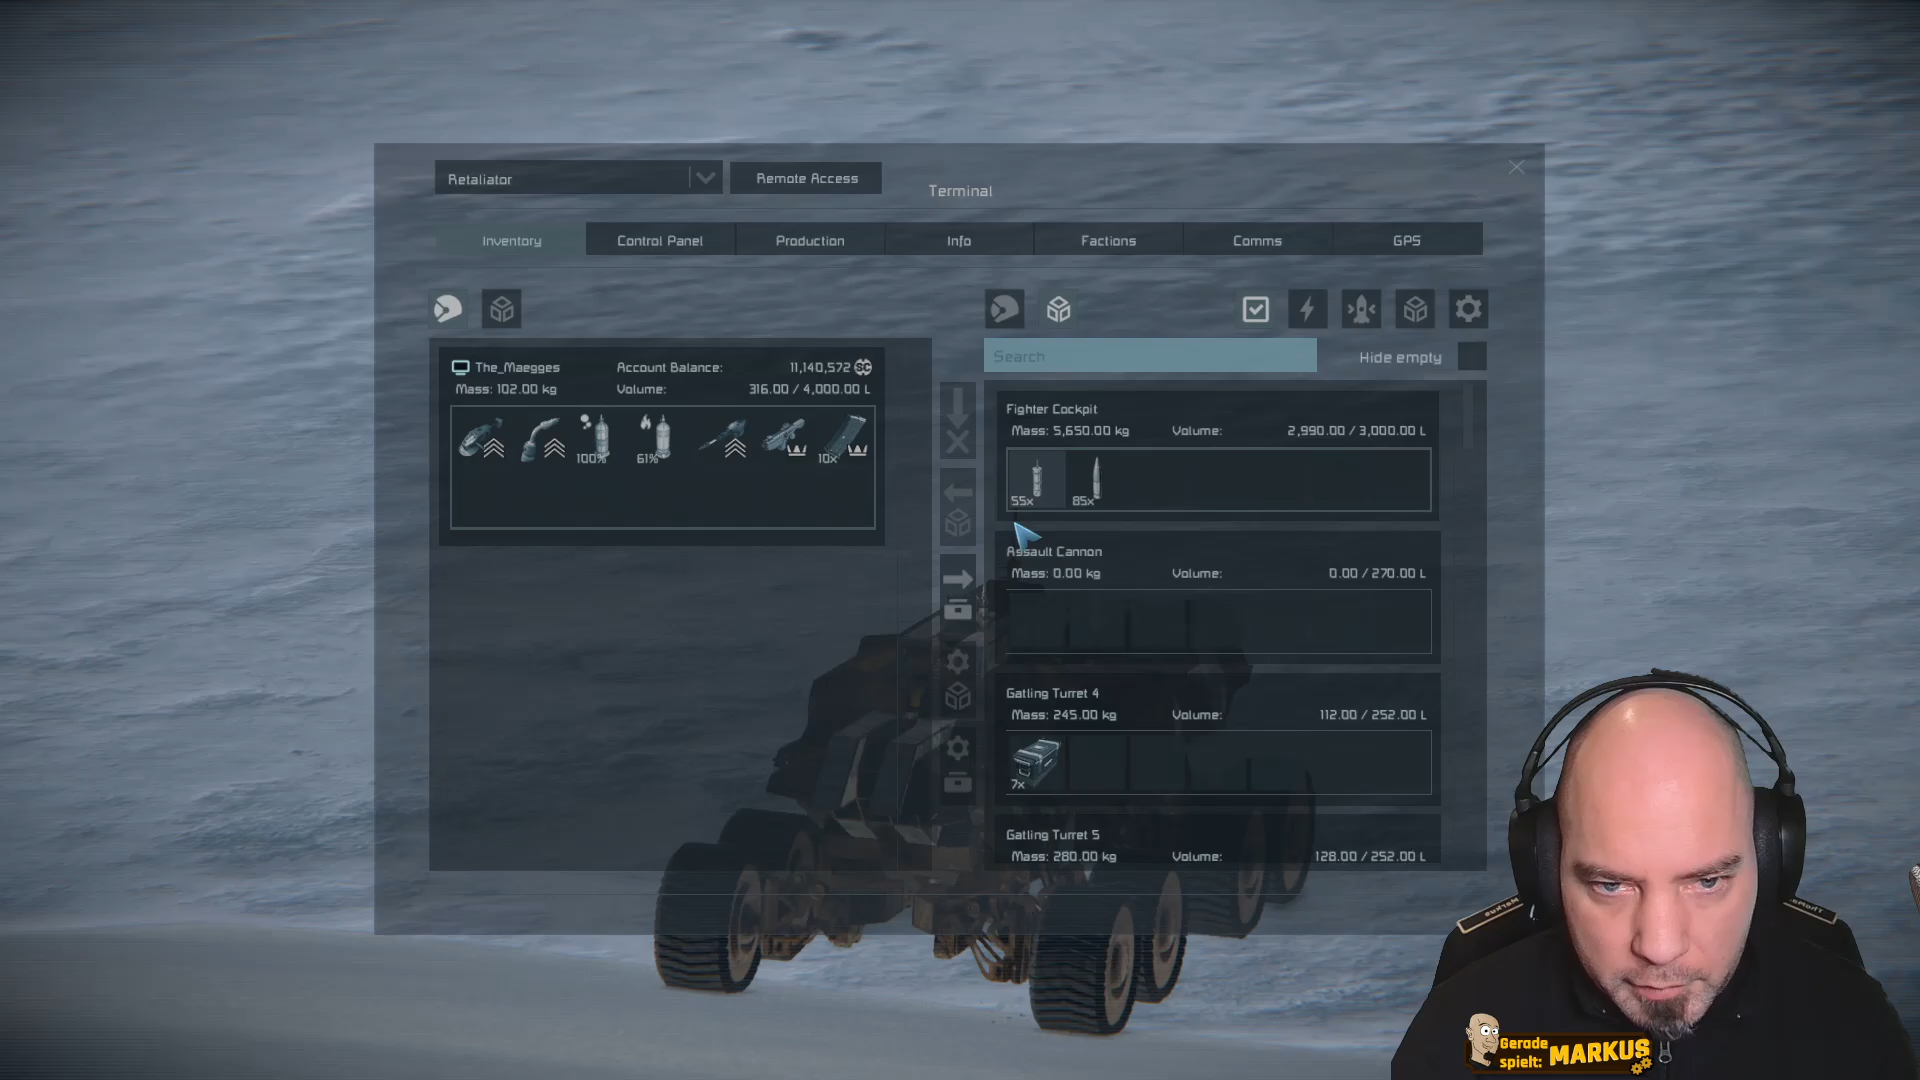 Retaliator
Remote Access
Terminal
Inventory
Control Panel
Production
Info
Factions
Comms
GPS
Search
Hide empty
The_Maegges
Account Balance:
11,140,572
SC
Mass: 102.00 kg
Volume:
316.00 / 4,000.00 L
100%
61%
10x
Fighter Cockpit
Mass: 5,650.00 kg
Volume:
2,990.00 / 3,000.00 L
55x
85x
Assault Cannon
Mass: 0.00 kg
Volume:
0.00 / 270.00 L
Gatling Turret 4
Mass: 245.00 kg
Volume:
112.00 / 252.00 L
7x
Gatling Turret 5
Mass: 280.00 kg
Volume:
128.00 / 252.00 L
Gerade
spielt: MARKUS